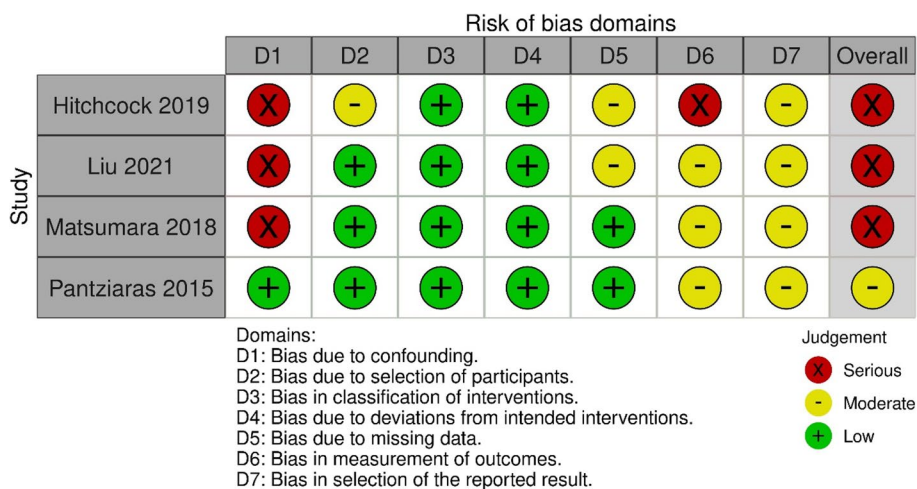 Risk of bias domains
D1 D2 D3 D4 D5 D6 D7 Overall
Study
Hitchcock 2019 X - + + - X - X
Liu 2021 X + + + - - - X
Matsumara 2018 X + + + + - - X
Pantziaras 2015 + + + + + - - -
Domains:
D1: Bias due to confounding.
D2: Bias due to selection of participants.
D3: Bias in classification of interventions.
D4: Bias due to deviations from intended interventions.
D5: Bias due to missing data.
D6: Bias in measurement of outcomes.
D7: Bias in selection of the reported result.
Judgement
X Serious
- Moderate
+ Low